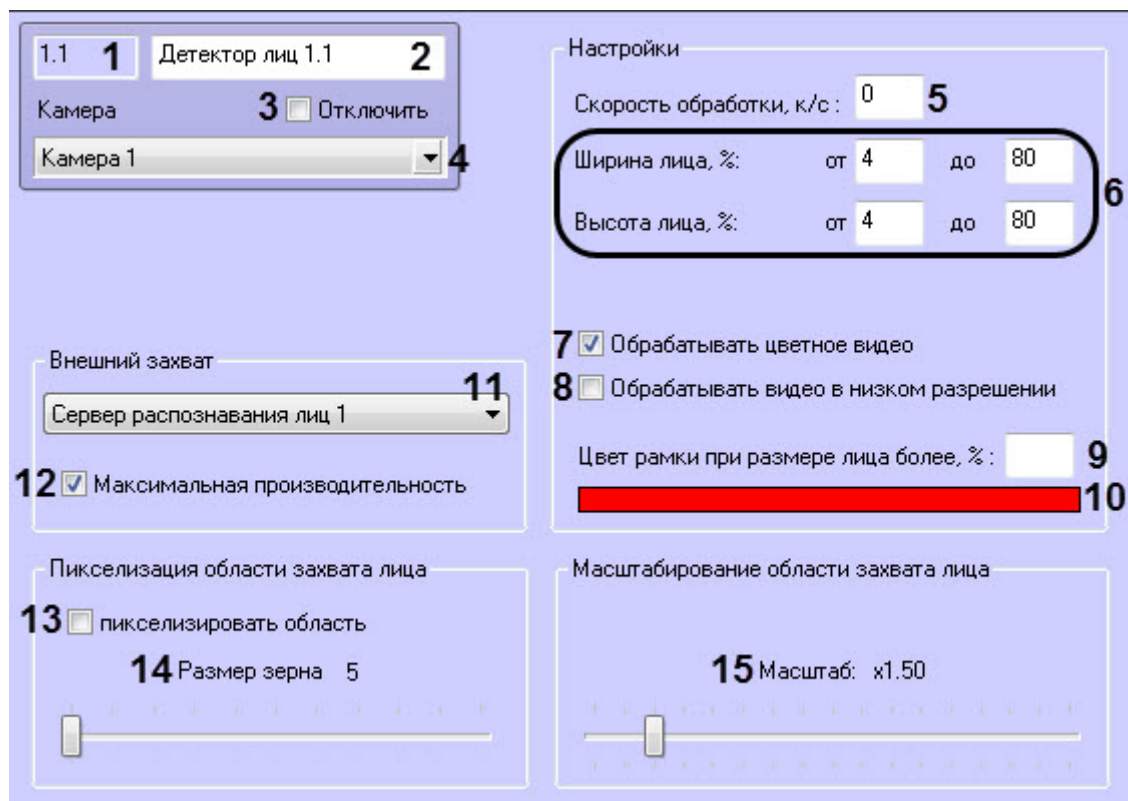 1.1 1 Детектор лиц 1.1 2
Камера 3 Отключить
Камера 1 4
Настройки
Скорость обработки, к/с : 0 5
Ширина лица, %: от 4 до 80
6
Высота лица, %: от 4 до 80
7 Обрабатывать цветное видео
8 Обрабатывать видео в низком разрешении
Цвет рамки при размере лица более, % : 9
10
Внешний захват
11
Сервер распознавания лиц 1
12 Максимальная производительность
Пикселизация области захвата лица
13 пикселизировать область
14 Размер зерна 5
Масштабирование области захвата лица
15 Масштаб: x1.50